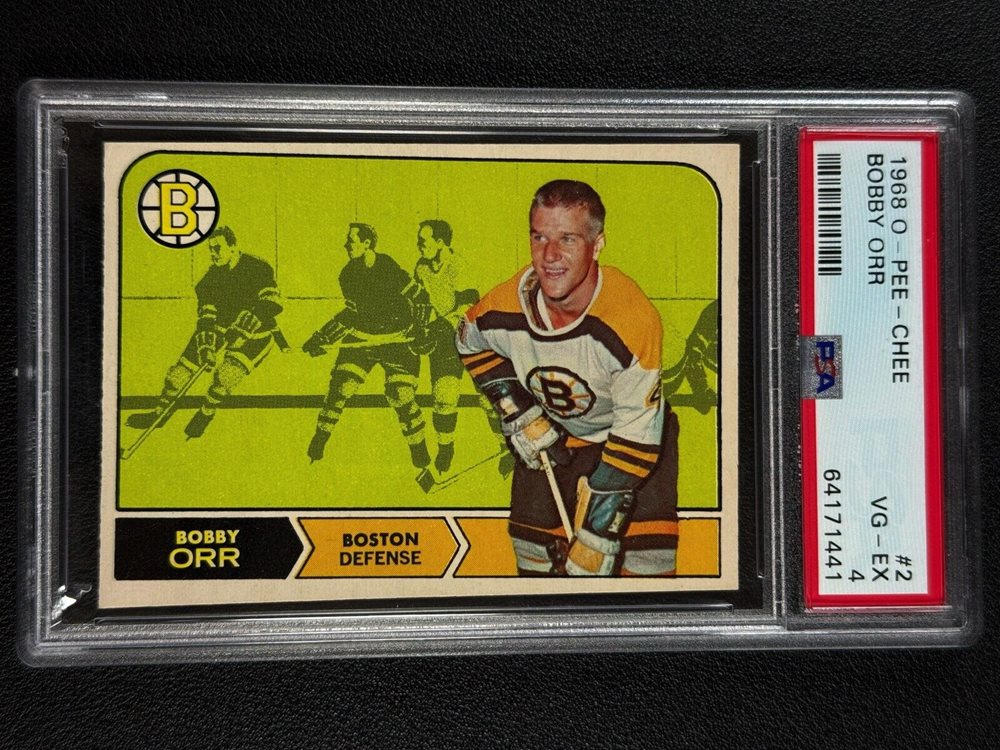 B
B
BOBBY
ORR
BOSTON
DEFENSE
1968 O-PEE-CHEE
#2
BOBBY ORR
VG-EX
4
PSA
64171441